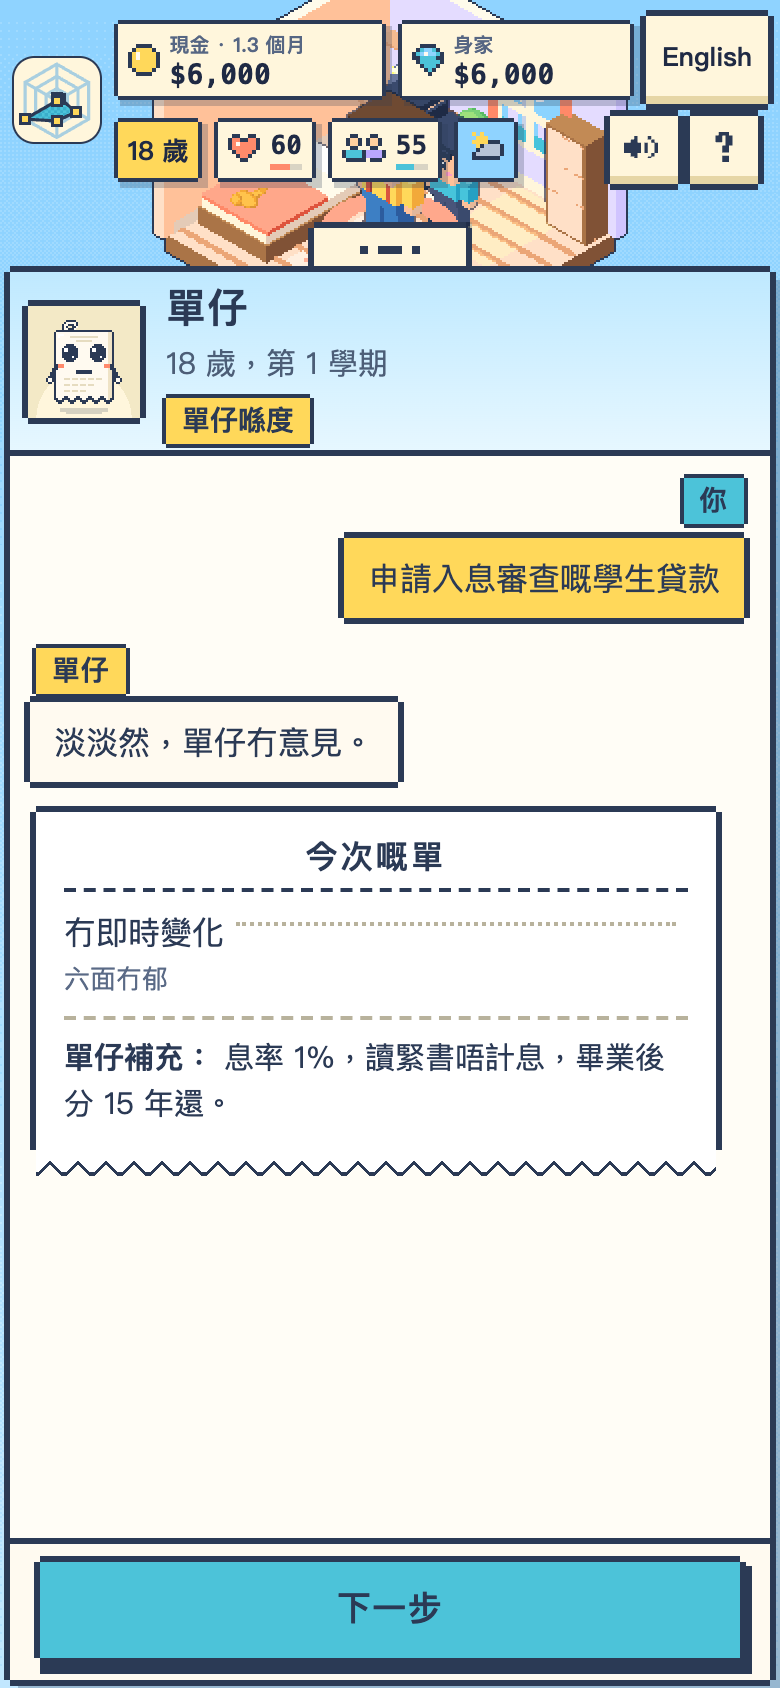 現金 · 1.3 個月
$6,000
身家
$6,000
English
18 歲
60
55
?
單仔
18 歲，第 1 學期
單仔喺度
你
申請入息審查嘅學生貸款
單仔
淡淡然，單仔冇意見。
今次嘅單
冇即時變化
六面冇郁
單仔補充： 息率 1%，讀緊書唔計息，畢業後
分 15 年還。
下一步